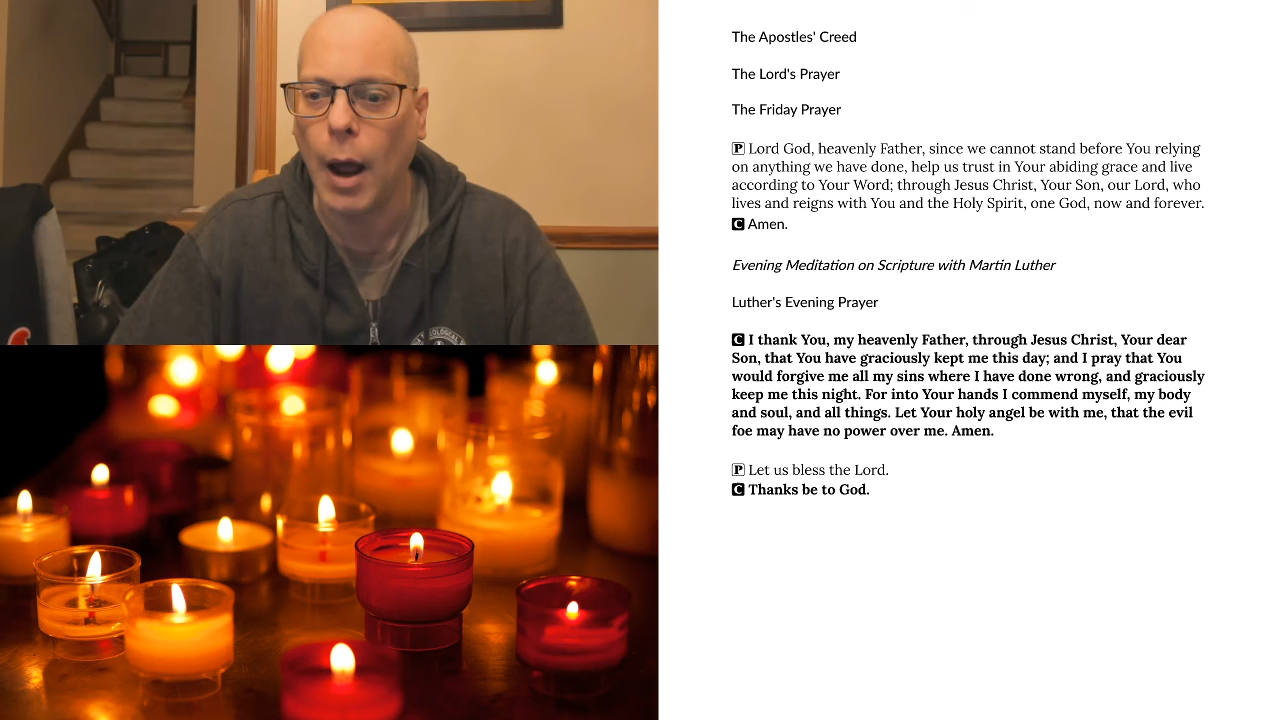 The Apostles' Creed
The Lord's Prayer
The Friday Prayer
P Lord God, heavenly Father, since we cannot stand before You relying
on anything we have done, help us trust in Your abiding grace and live
according to Your Word; through Jesus Christ, Your Son, our Lord, who
lives and reigns with You and the Holy Spirit, one God, now and forever.
C Amen.
Evening Meditation on Scripture with Martin Luther
Luther's Evening Prayer
C I thank You, my heavenly Father, through Jesus Christ, Your dear
Son, that You have graciously kept me this day; and I pray that You
would forgive me all my sins where I have done wrong, and graciously
keep me this night. For into Your hands I commend myself, my body
and soul, and all things. Let Your holy angel be with me, that the evil
foe may have no power over me. Amen.
P Let us bless the Lord.
C Thanks be to God.